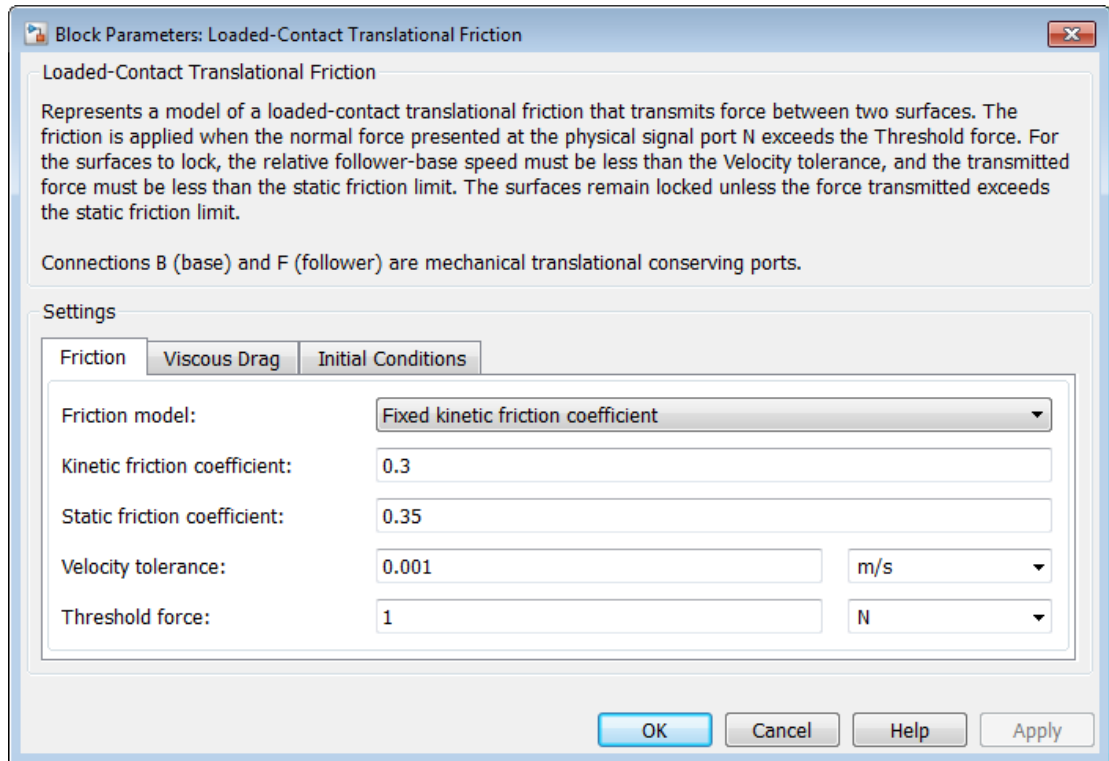 Block Parameters: Loaded-Contact Translational Friction
Loaded-Contact Translational Friction
Represents a model of a loaded-contact translational friction that transmits force between two surfaces. The
friction is applied when the normal force presented at the physical signal port N exceeds the Threshold force. For
the surfaces to lock, the relative follower-base speed must be less than the Velocity tolerance, and the transmitted
force must be less than the static friction limit. The surfaces remain locked unless the force transmitted exceeds
the static friction limit.
Connections B (base) and F (follower) are mechanical translational conserving ports.
Settings
Friction Viscous Drag Initial Conditions
Friction model: Fixed kinetic friction coefficient
Kinetic friction coefficient: 0.3
Static friction coefficient: 0.35
Velocity tolerance: 0.001 m/s
Threshold force: 1 N
OK Cancel Help Apply